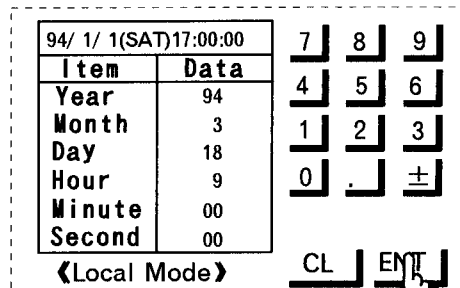 94/ 1/ 1(SAT)17:00:00
Item Data
Year 94
Month 3
Day 18
Hour 9
Minute 00
Second 00
《Local Mode》
7 8 9
4 5 6
1 2 3
0 . ±
CL ENT